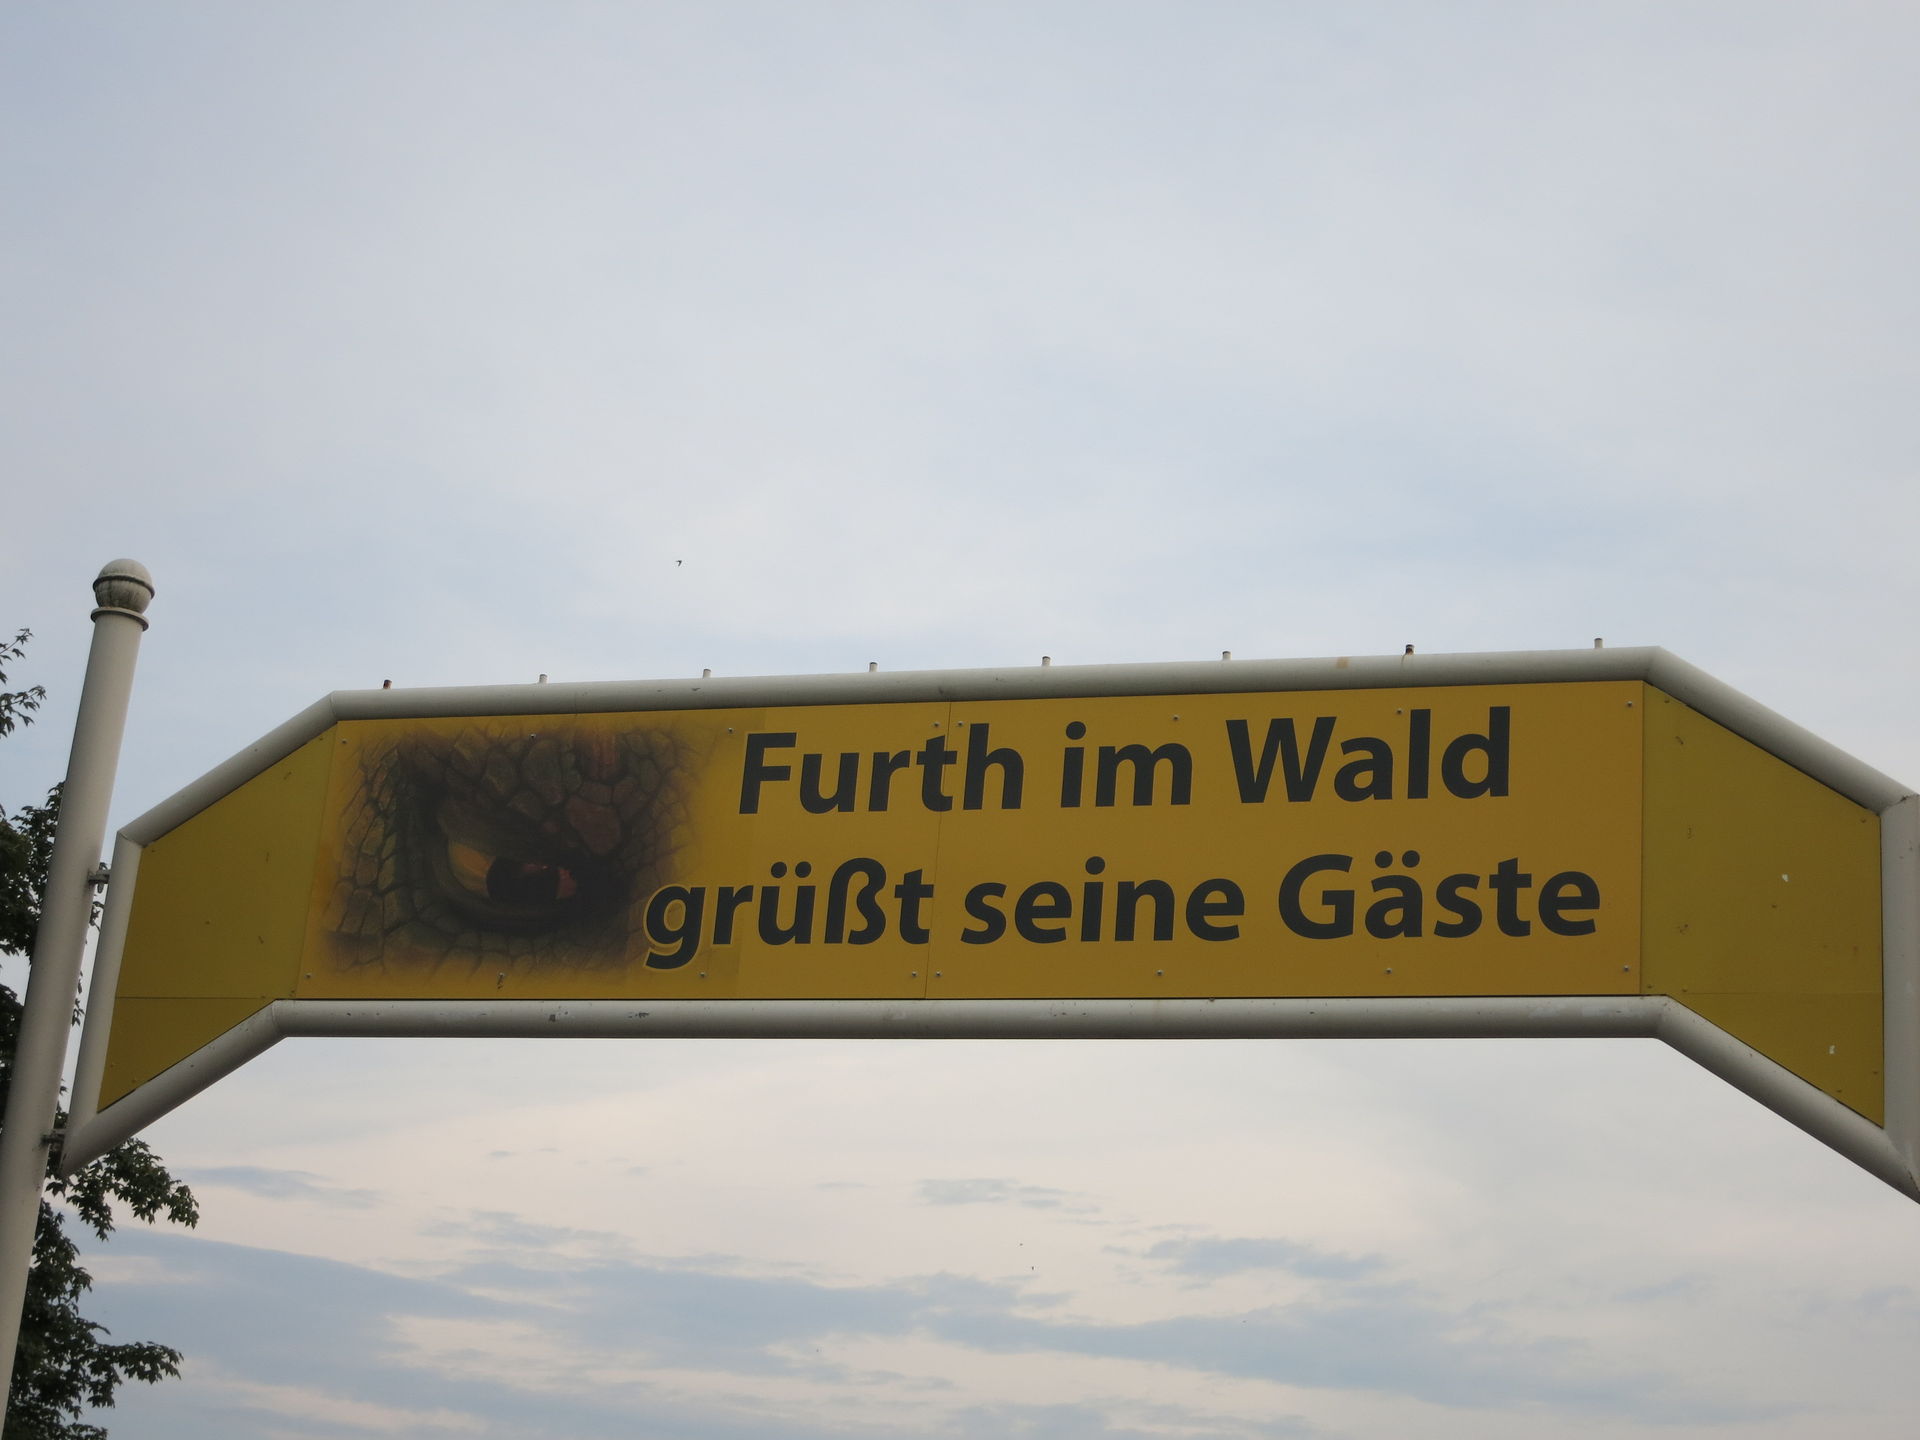 Furth im Wald
grüßt seine Gäste